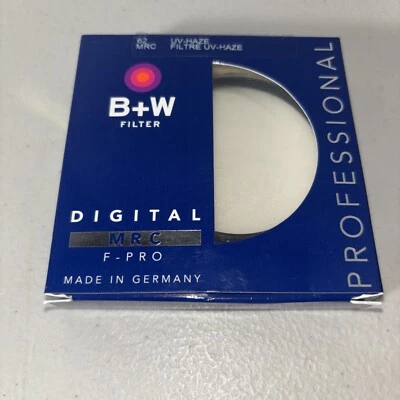 62 UV-HAZE
MRC FILTRE UV-HAZE
B+W
FILTER
DIGITAL
MRC
F-PRO
MADE IN GERMANY
PROFESSIONAL